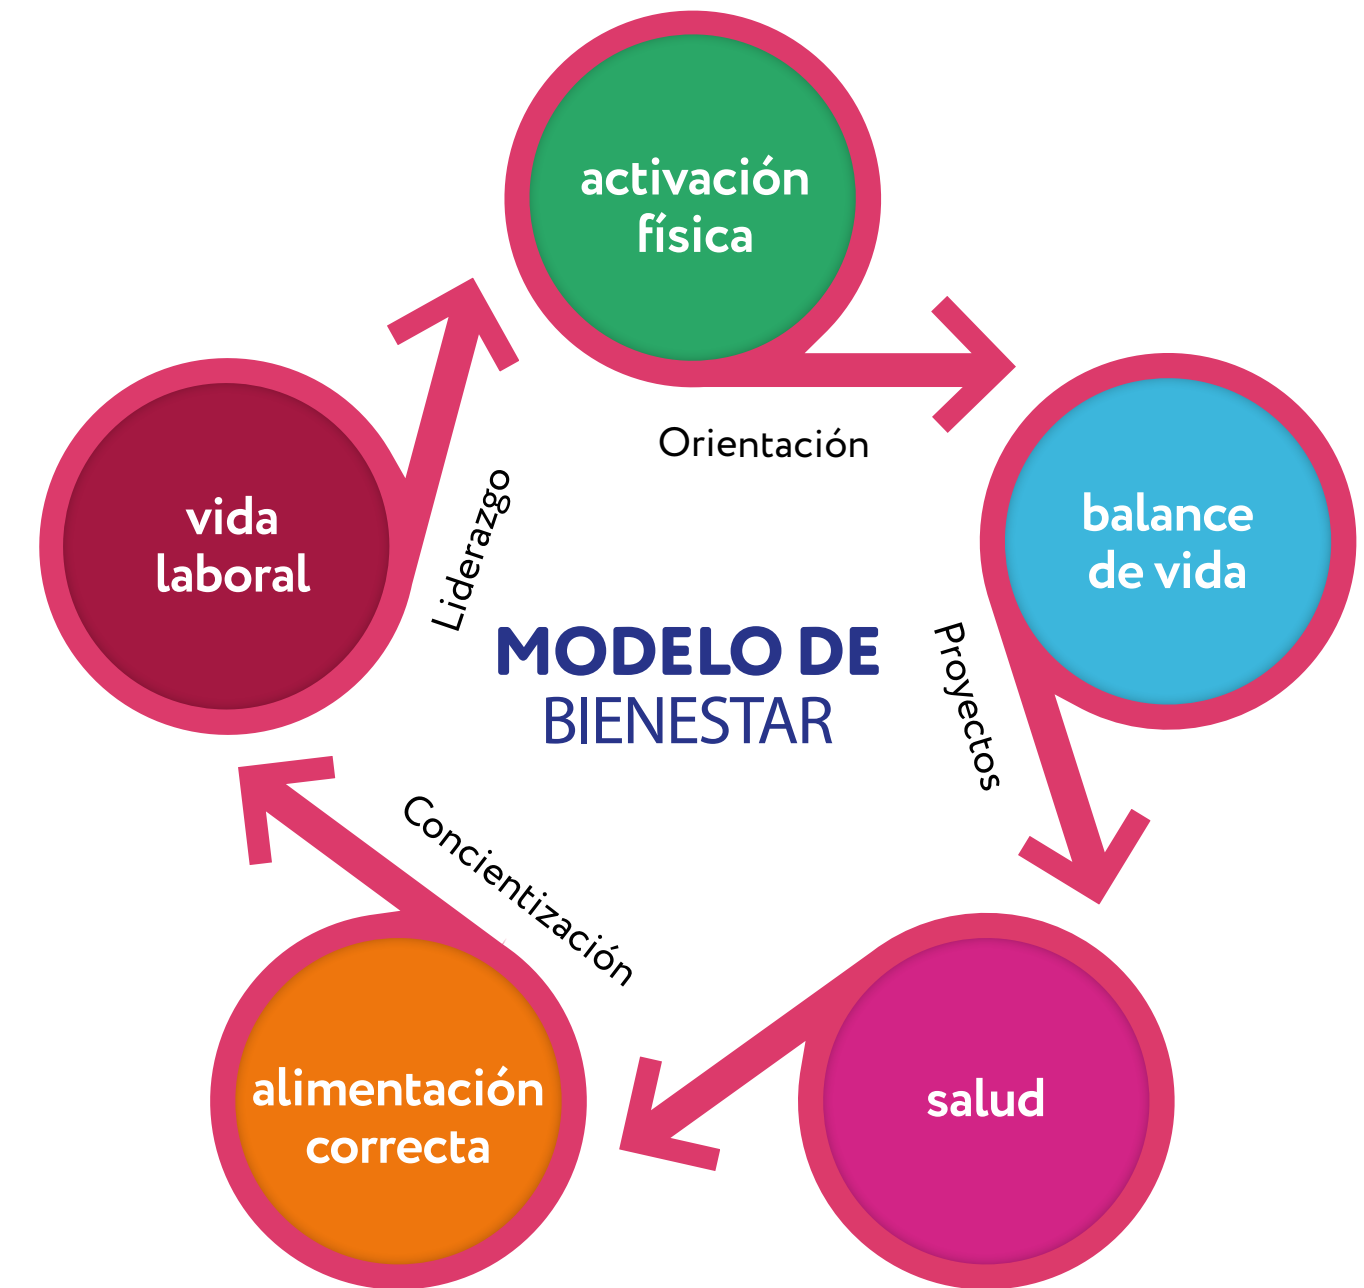 activación
física
Orientación
balance
de vida
vida
laboral
Liderazgo
MODELO DE
BIENESTAR
Proyectos
Concientización
alimentación
correcta
salud